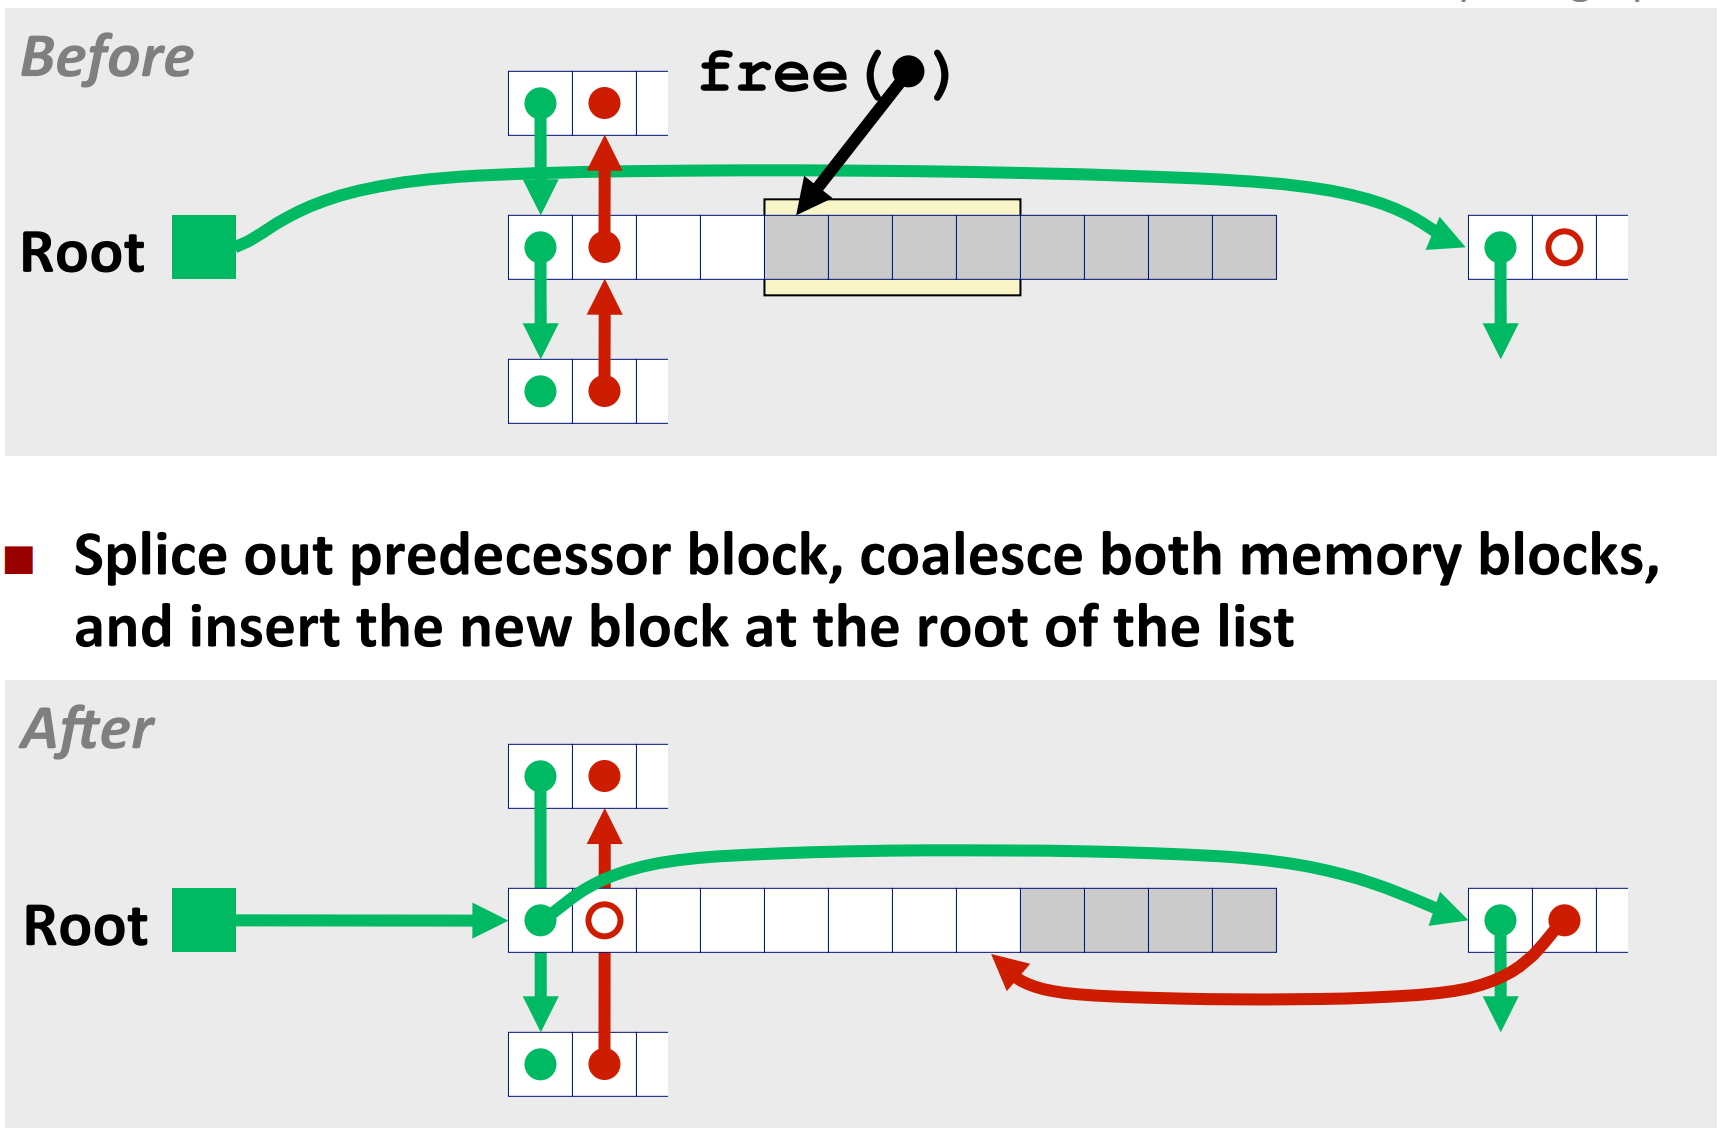 Before
free( )
Root
■ Splice out predecessor block, coalesce both memory blocks,
and insert the new block at the root of the list
After
Root